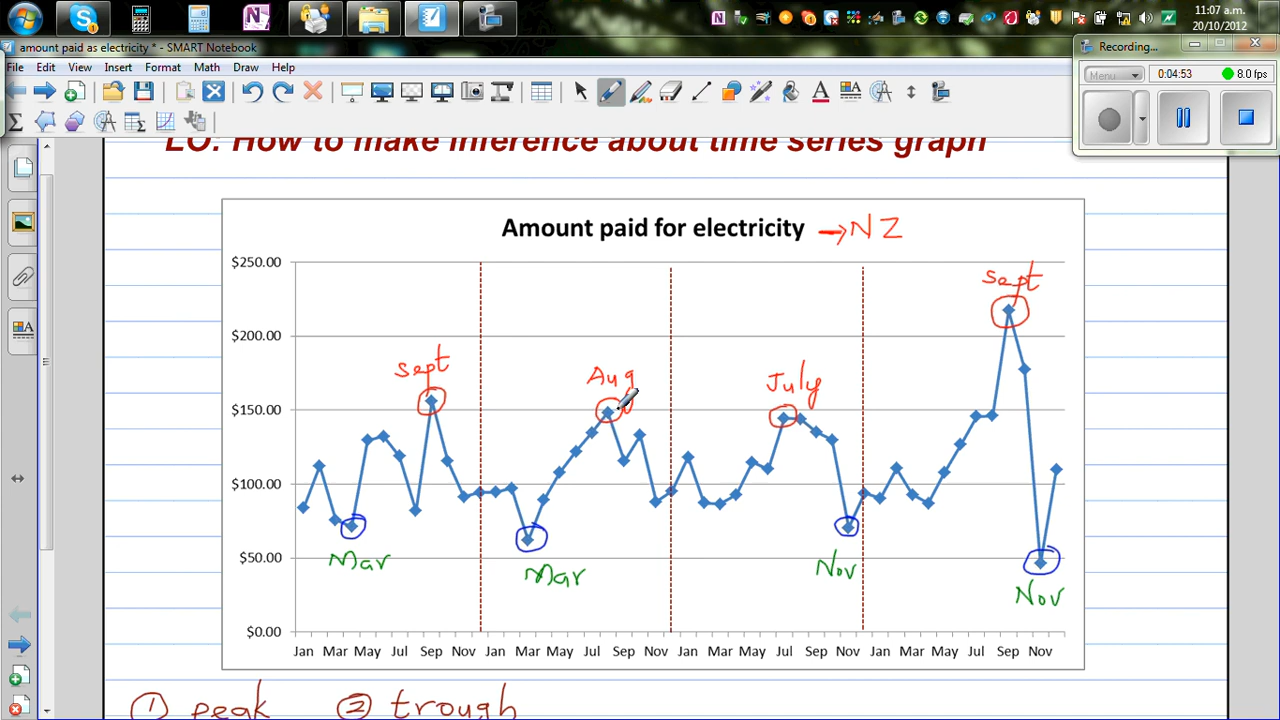 11:07 a.m.
20/10/2012
amount paid as electricity * - SMART Notebook
Recording...
File Edit View Insert Format Math Draw Help
Menu
0:04:53
8.0 fps
LO: How to make inference about time series graph
Amount paid for electricity → NZ
$250.00
Sept
$200.00
Sept
Aug
July
$150.00
$100.00
$50.00
Mar
Mar
Nov
Nov
$0.00
Jan Mar May Jul Sep Nov Jan Mar May Jul Sep Nov Jan Mar May Jul Sep Nov Jan Mar May Jul Sep Nov
① peak ② trough